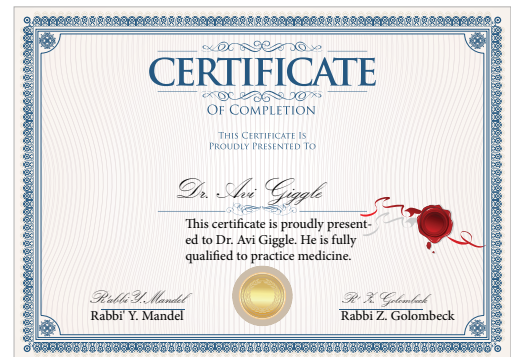 CERTIFICATE
OF COMPLETION
THIS CERTIFICATE IS
PROUDLY PRESENTED TO
Dr. Avi Giggle
This certificate is proudly present-
ed to Dr. Avi Giggle. He is fully
qualified to practice medicine.
Rabbi Y. Mandel
R' Z. Golembeck
Rabbi' Y. Mandel
Rabbi Z. Golombeck